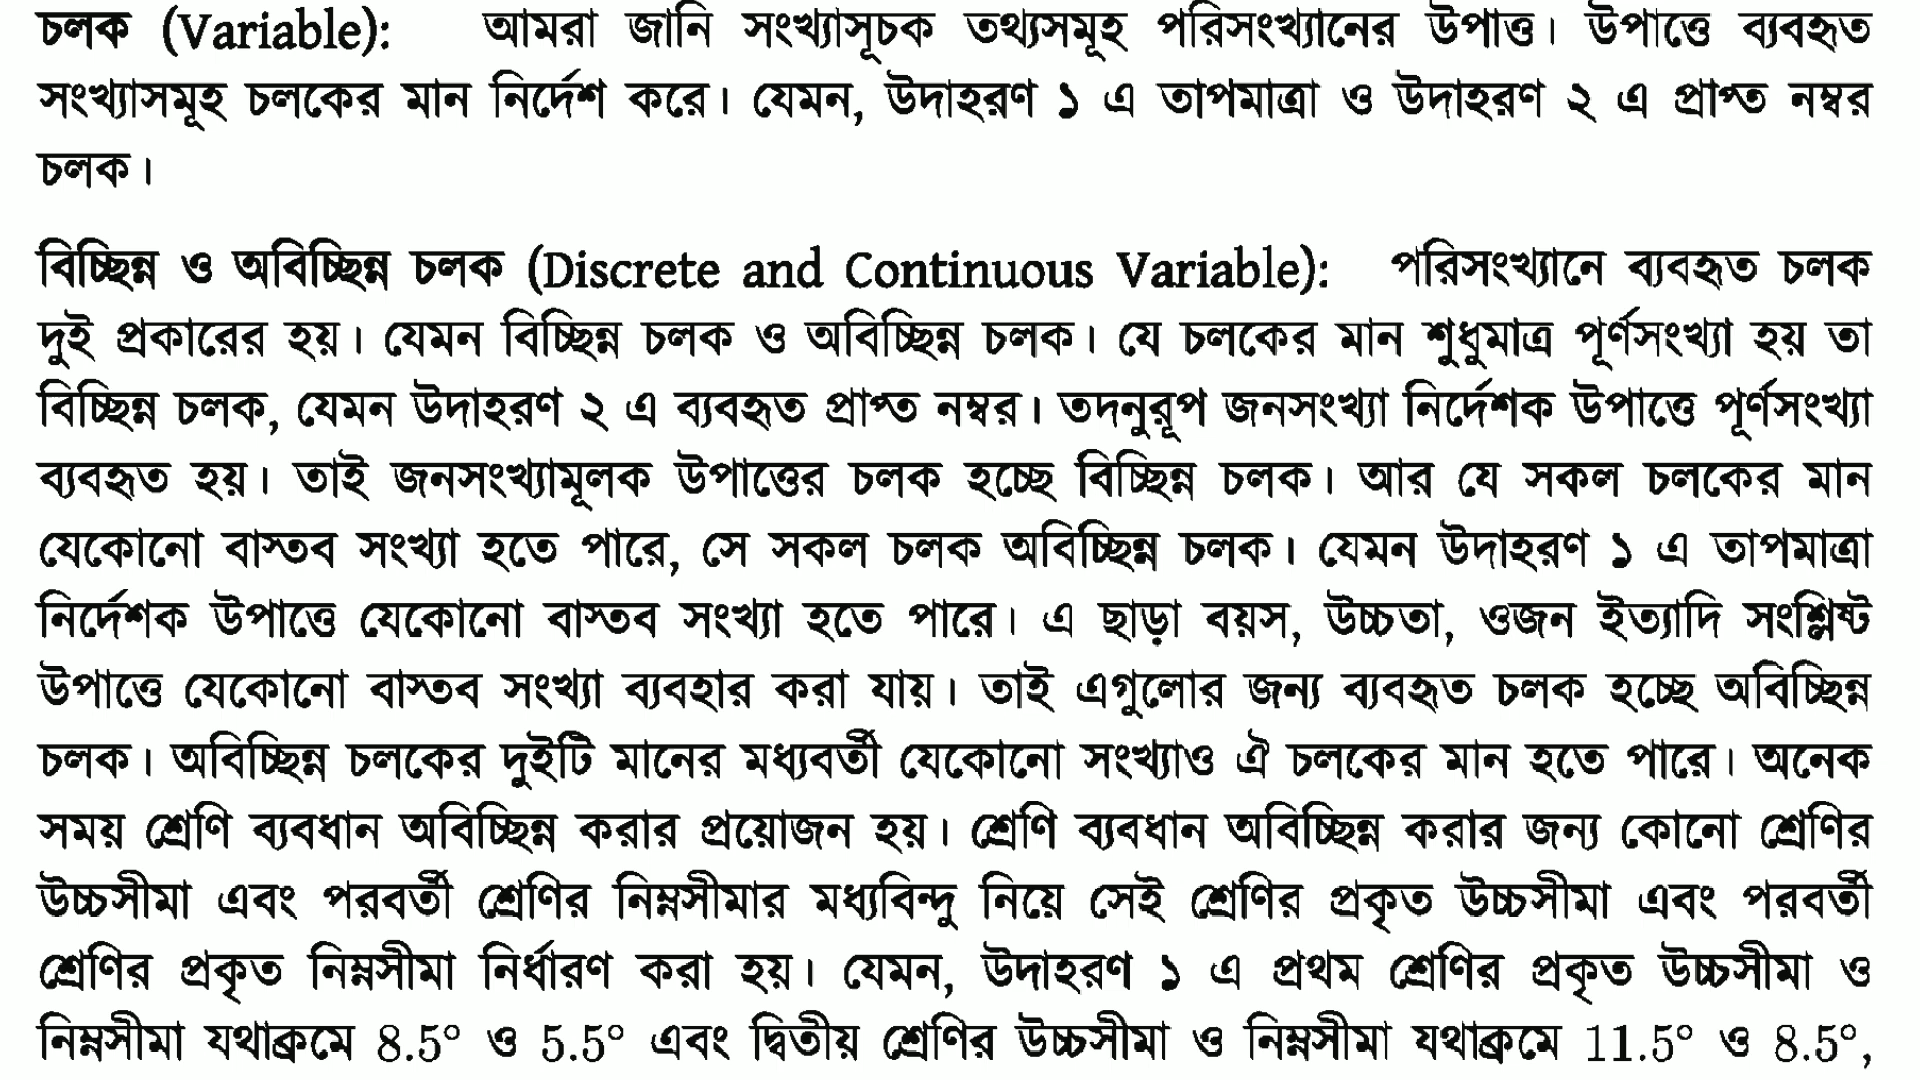 চলক (Variable): আমরা জানি সংখ্যাসূচক তথ্যসমূহ পরিসংখ্যানের উপাত্ত। উপাত্তে ব্যবহৃত
সংখ্যাসমূহ চলকের মান নির্দেশ করে। যেমন, উদাহরণ ১ এ তাপমাত্রা ও উদাহরণ ২ এ প্রাপ্ত নম্বর
চলক।
বিচ্ছিন্ন ও অবিচ্ছিন্ন চলক (Discrete and Continuous Variable): পরিসংখ্যানে ব্যবহৃত চলক
দুই প্রকারের হয়। যেমন বিচ্ছিন্ন চলক ও অবিচ্ছিন্ন চলক। যে চলকের মান শুধুমাত্র পূর্ণসংখ্যা হয় তা
বিচ্ছিন্ন চলক, যেমন উদাহরণ ২ এ ব্যবহৃত প্রাপ্ত নম্বর। তদনুরূপ জনসংখ্যা নির্দেশক উপাত্তে পূর্ণসংখ্যা
ব্যবহৃত হয়। তাই জনসংখ্যামূলক উপাত্তের চলক হচ্ছে বিচ্ছিন্ন চলক। আর যে সকল চলকের মান
যেকোনো বাস্তব সংখ্যা হতে পারে, সে সকল চলক অবিচ্ছিন্ন চলক। যেমন উদাহরণ ১ এ তাপমাত্রা
নির্দেশক উপাত্তে যেকোনো বাস্তব সংখ্যা হতে পারে। এ ছাড়া বয়স, উচ্চতা, ওজন ইত্যাদি সংশ্লিষ্ট
উপাত্তে যেকোনো বাস্তব সংখ্যা ব্যবহার করা যায়। তাই এগুলোর জন্য ব্যবহৃত চলক হচ্ছে অবিচ্ছিন্ন
চলক। অবিচ্ছিন্ন চলকের দুইটি মানের মধ্যবর্তী যেকোনো সংখ্যাও ঐ চলকের মান হতে পারে। অনেক
সময় শ্রেণি ব্যবধান অবিচ্ছিন্ন করার প্রয়োজন হয়। শ্রেণি ব্যবধান অবিচ্ছিন্ন করার জন্য কোনো শ্রেণির
উচ্চসীমা এবং পরবর্তী শ্রেণির নিম্নসীমার মধ্যবিন্দু নিয়ে সেই শ্রেণির প্রকৃত উচ্চসীমা এবং পরবর্তী
শ্রেণির প্রকৃত নিম্নসীমা নির্ধারণ করা হয়। যেমন, উদাহরণ ১ এ প্রথম শ্রেণির প্রকৃত উচ্চসীমা ও
নিম্নসীমা যথাক্রমে 8.5° ও 5.5° এবং দ্বিতীয় শ্রেণির উচ্চসীমা ও নিম্নসীমা যথাক্রমে 11.5° ও 8.5°,